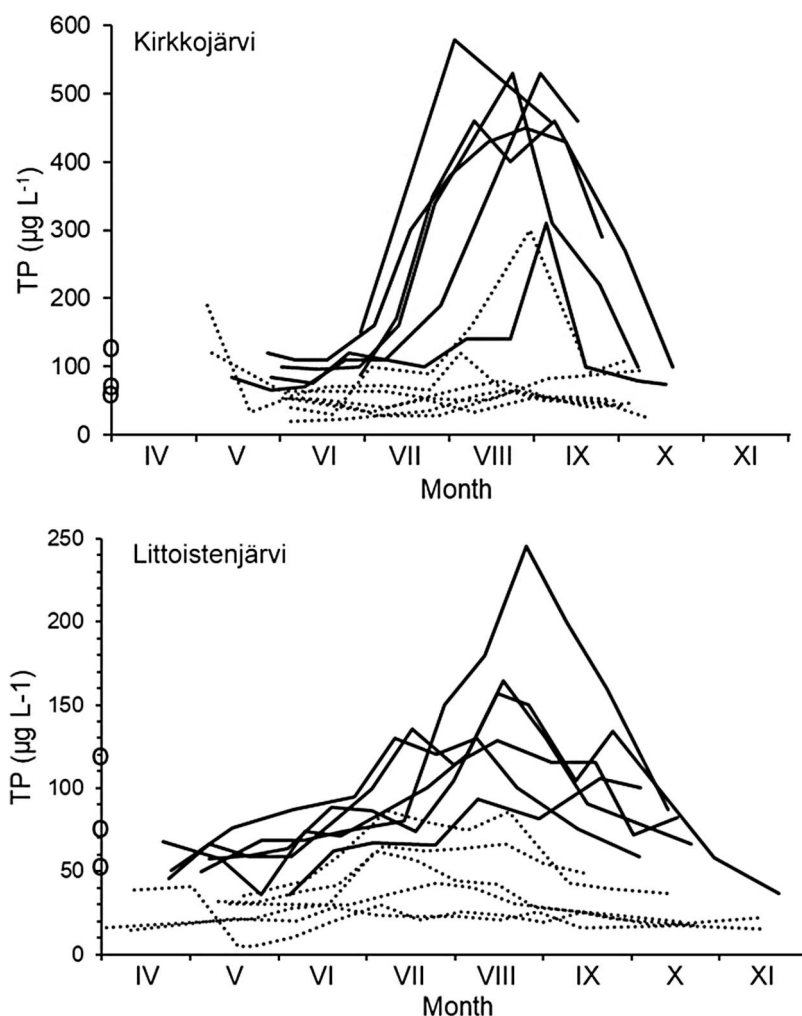 Kirkkojärvi
TP (µg L-1)
600
500
400
300
200
100
0
IV V VI VII VIII IX X XI
Month
Littoistenjärvi
TP (µg L-1)
250
200
150
100
50
0
IV V VI VII VIII IX X XI
Month